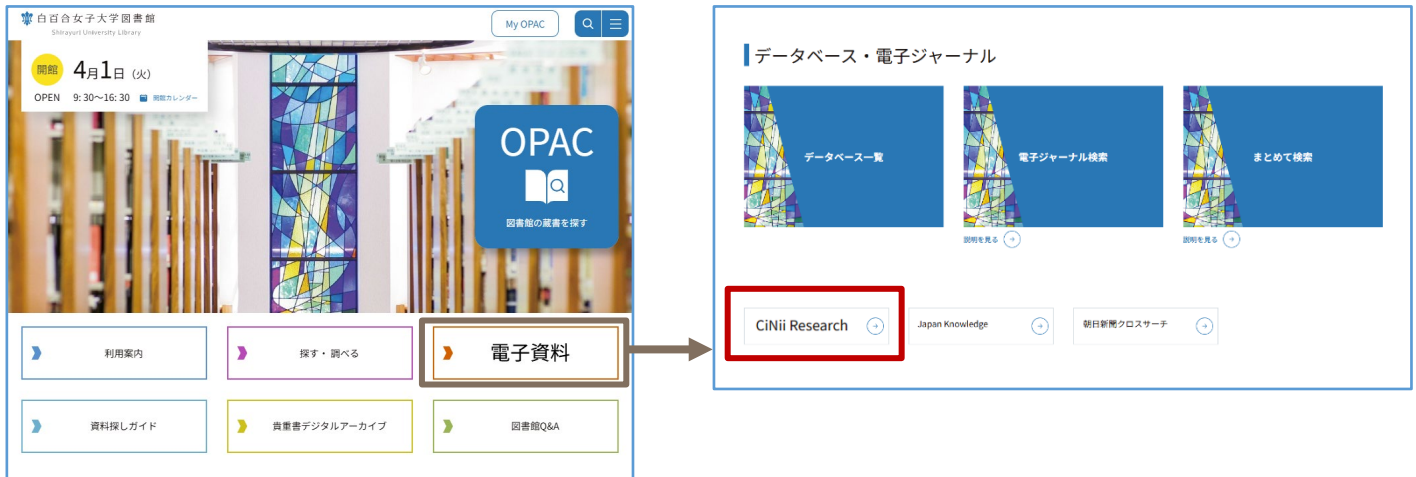 白百合女子大学図書館
Shirayuri University Library
My OPAC
開館 4月1日（火）
OPEN 9:30～16:30 開館カレンダー
OPAC
図書館の蔵書を探す
利用案内
探す・調べる
電子資料
資料探しガイド
貴重書デジタルアーカイブ
図書館Q&A
データベース・電子ジャーナル
データベース一覧
電子ジャーナル検索
まとめて検索
説明を見る
説明を見る
CiNii Research
Japan Knowledge
朝日新聞クロスサーチ